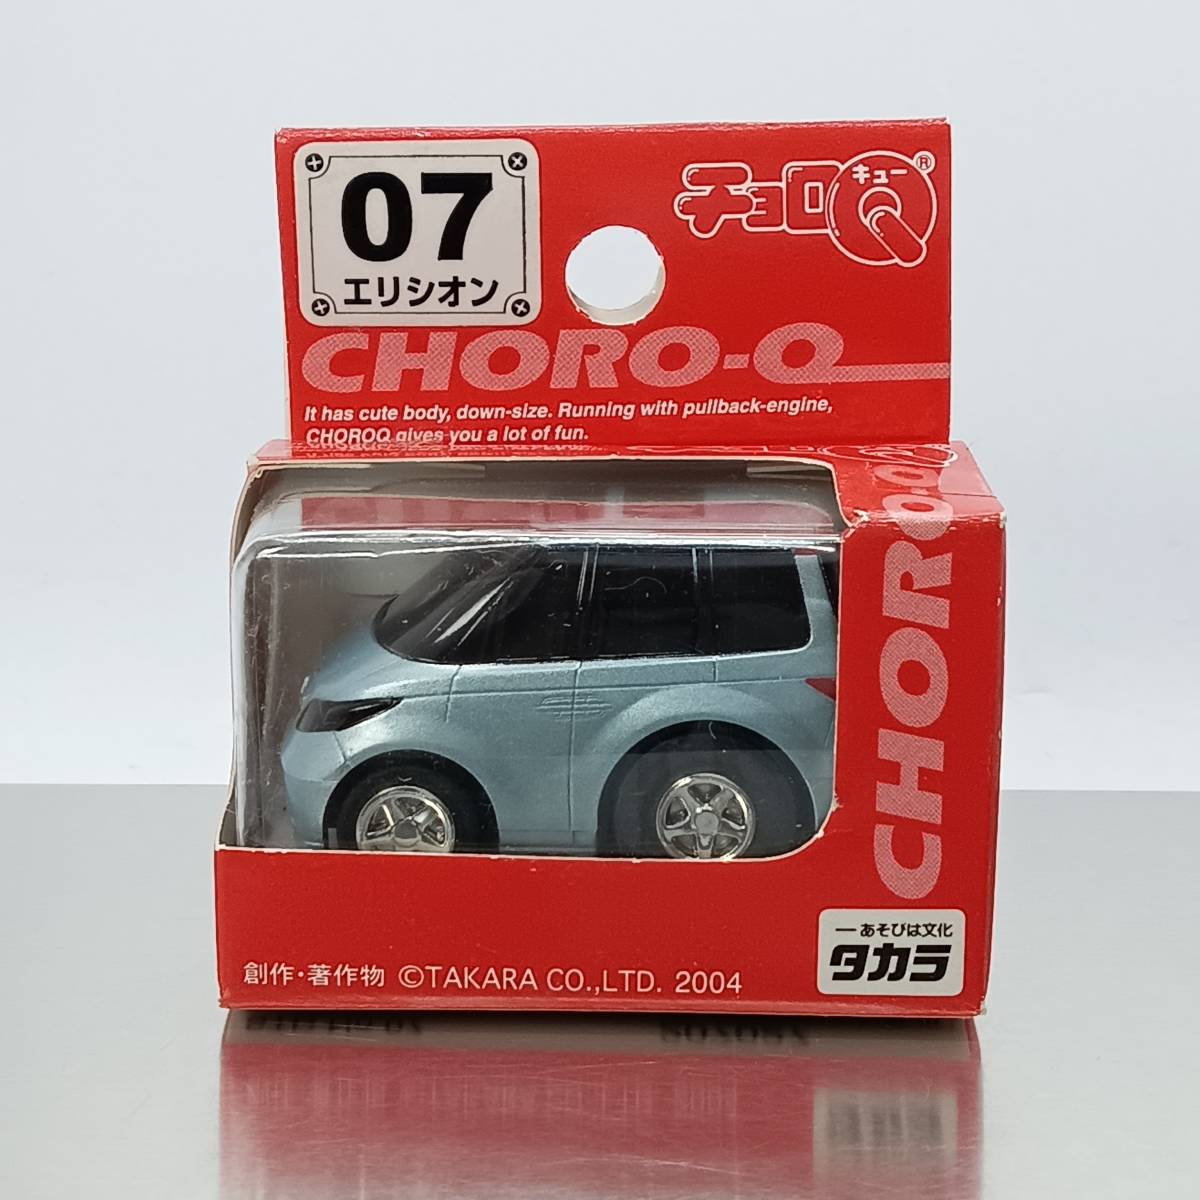 07
エリシオン
チョロQ®
キュー
CHORO-Q
It has cute body, down-size. Running with pullback-engine,
CHOROQ gives you a lot of fun.
CHORO-Q
創作・著作物 ©TAKARA CO.,LTD. 2004
ーあそびは文化
タカラ